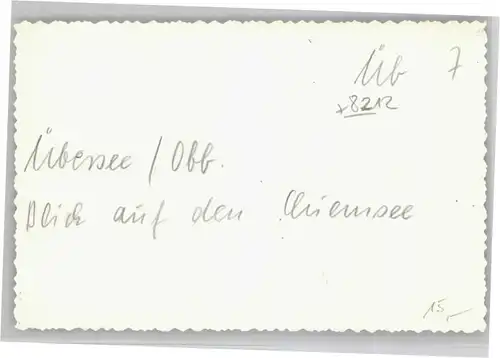 Üb 7
*8212
Übersee / Obb.
Blick auf den Chiemsee
15,-